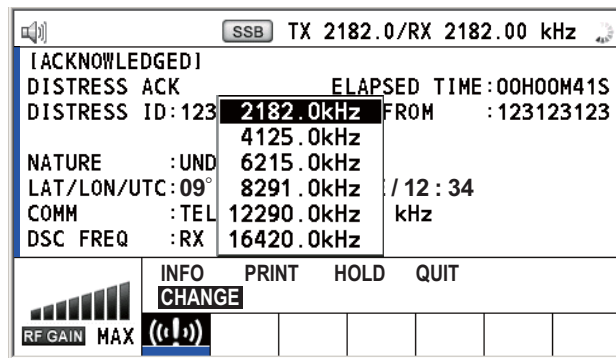 SSB TX 2182.0/RX 2182.00 kHz
[ACKNOWLEDGED]
DISTRESS ACK ELAPSED TIME:00H00M41S
DISTRESS ID:123 FROM :123123123
NATURE :UND
LAT/LON/UTC:09° E/12:34
COMM :TEL kHz
DSC FREQ :RX
2182.0kHz
4125.0kHz
6215.0kHz
8291.0kHz
12290.0kHz
16420.0kHz
INFO PRINT HOLD QUIT
CHANGE
RF GAIN MAX